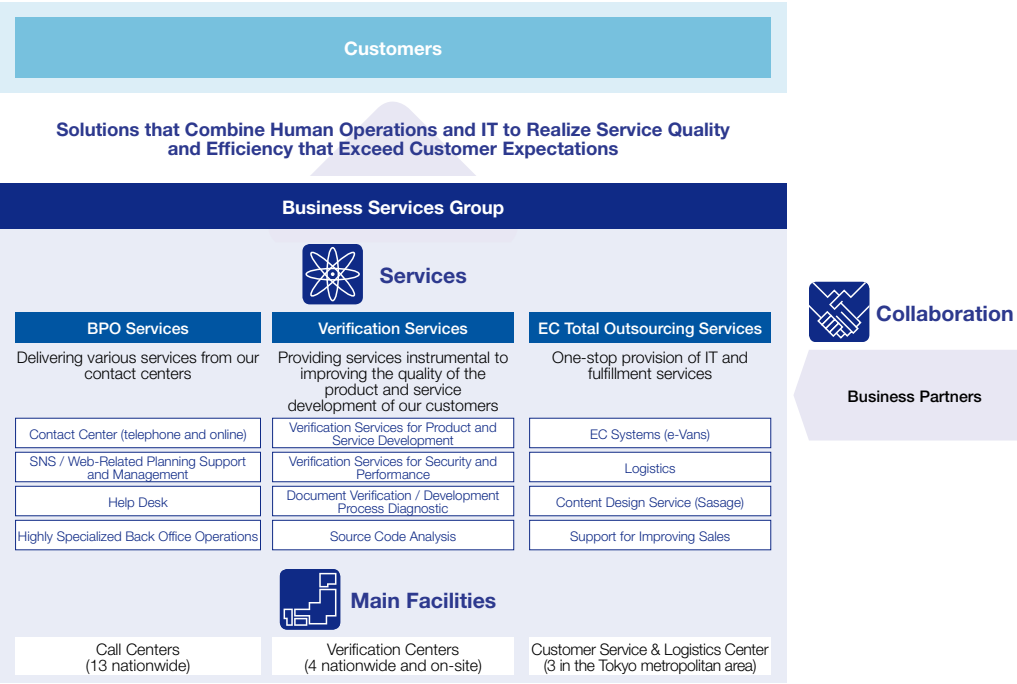 Customers
Solutions that Combine Human Operations and IT to Realize Service Quality
and Efficiency that Exceed Customer Expectations
Business Services Group
Services
BPO Services
Delivering various services from our
contact centers
Contact Center (telephone and online)
SNS / Web-Related Planning Support
and Management
Help Desk
Highly Specialized Back Office Operations
Verification Services
Providing services instrumental to
improving the quality of the
product and service
development of our customers
Verification Services for Product and
Service Development
Verification Services for Security and
Performance
Document Verification / Development
Process Diagnostic
Source Code Analysis
EC Total Outsourcing Services
One-stop provision of IT and
fulfillment services
EC Systems (e-Vans)
Logistics
Content Design Service (Sasage)
Support for Improving Sales
Main Facilities
Call Centers
(13 nationwide)
Verification Centers
(4 nationwide and on-site)
Customer Service & Logistics Center
(3 in the Tokyo metropolitan area)
Collaboration
Business Partners